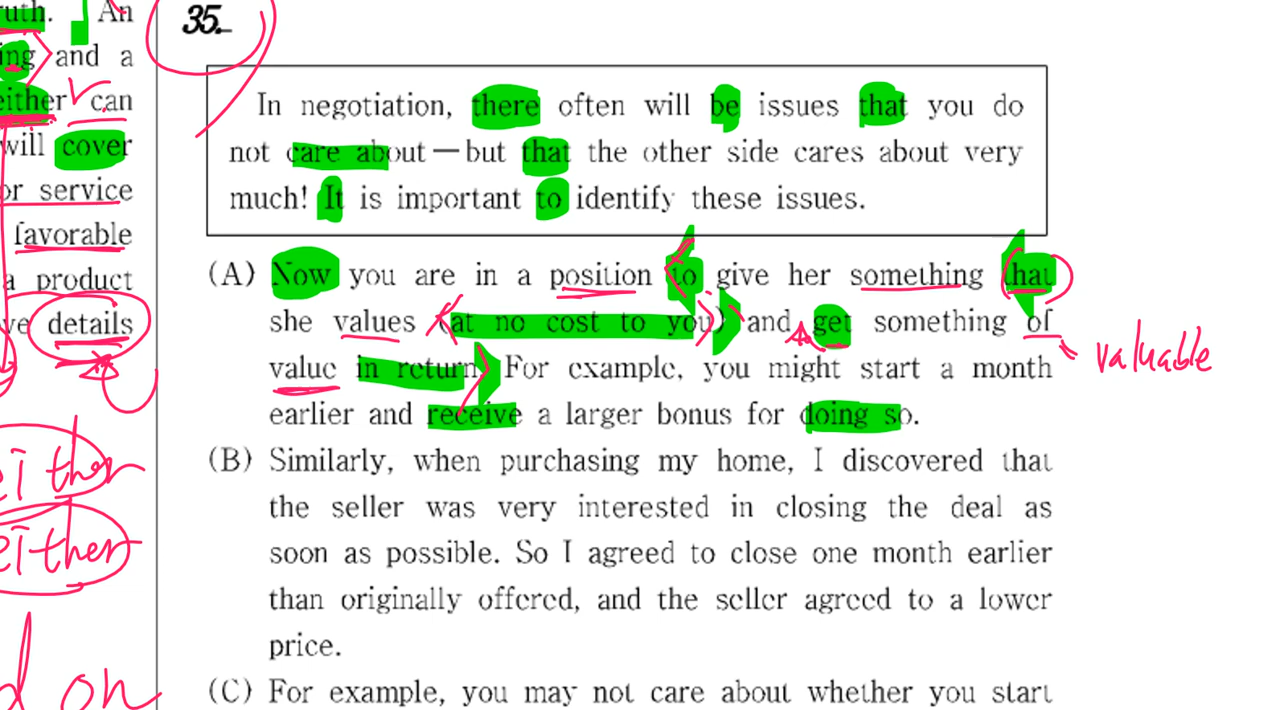 ruth. An
ing and a
either can
will cover
or service
favorable
a product
ve details
either
either
d on
35.
In negotiation, there often will be issues that you do
not care about — but that the other side cares about very
much! It is important to identify these issues.
(A) Now you are in a position to give her something that
she values (at no cost to you) and get something of
valuable
value in return. For example, you might start a month
earlier and receive a larger bonus for doing so.
(B) Similarly, when purchasing my home, I discovered that
the seller was very interested in closing the deal as
soon as possible. So I agreed to close one month earlier
than originally offered, and the seller agreed to a lower
price.
(C) For example, you may not care about whether you start